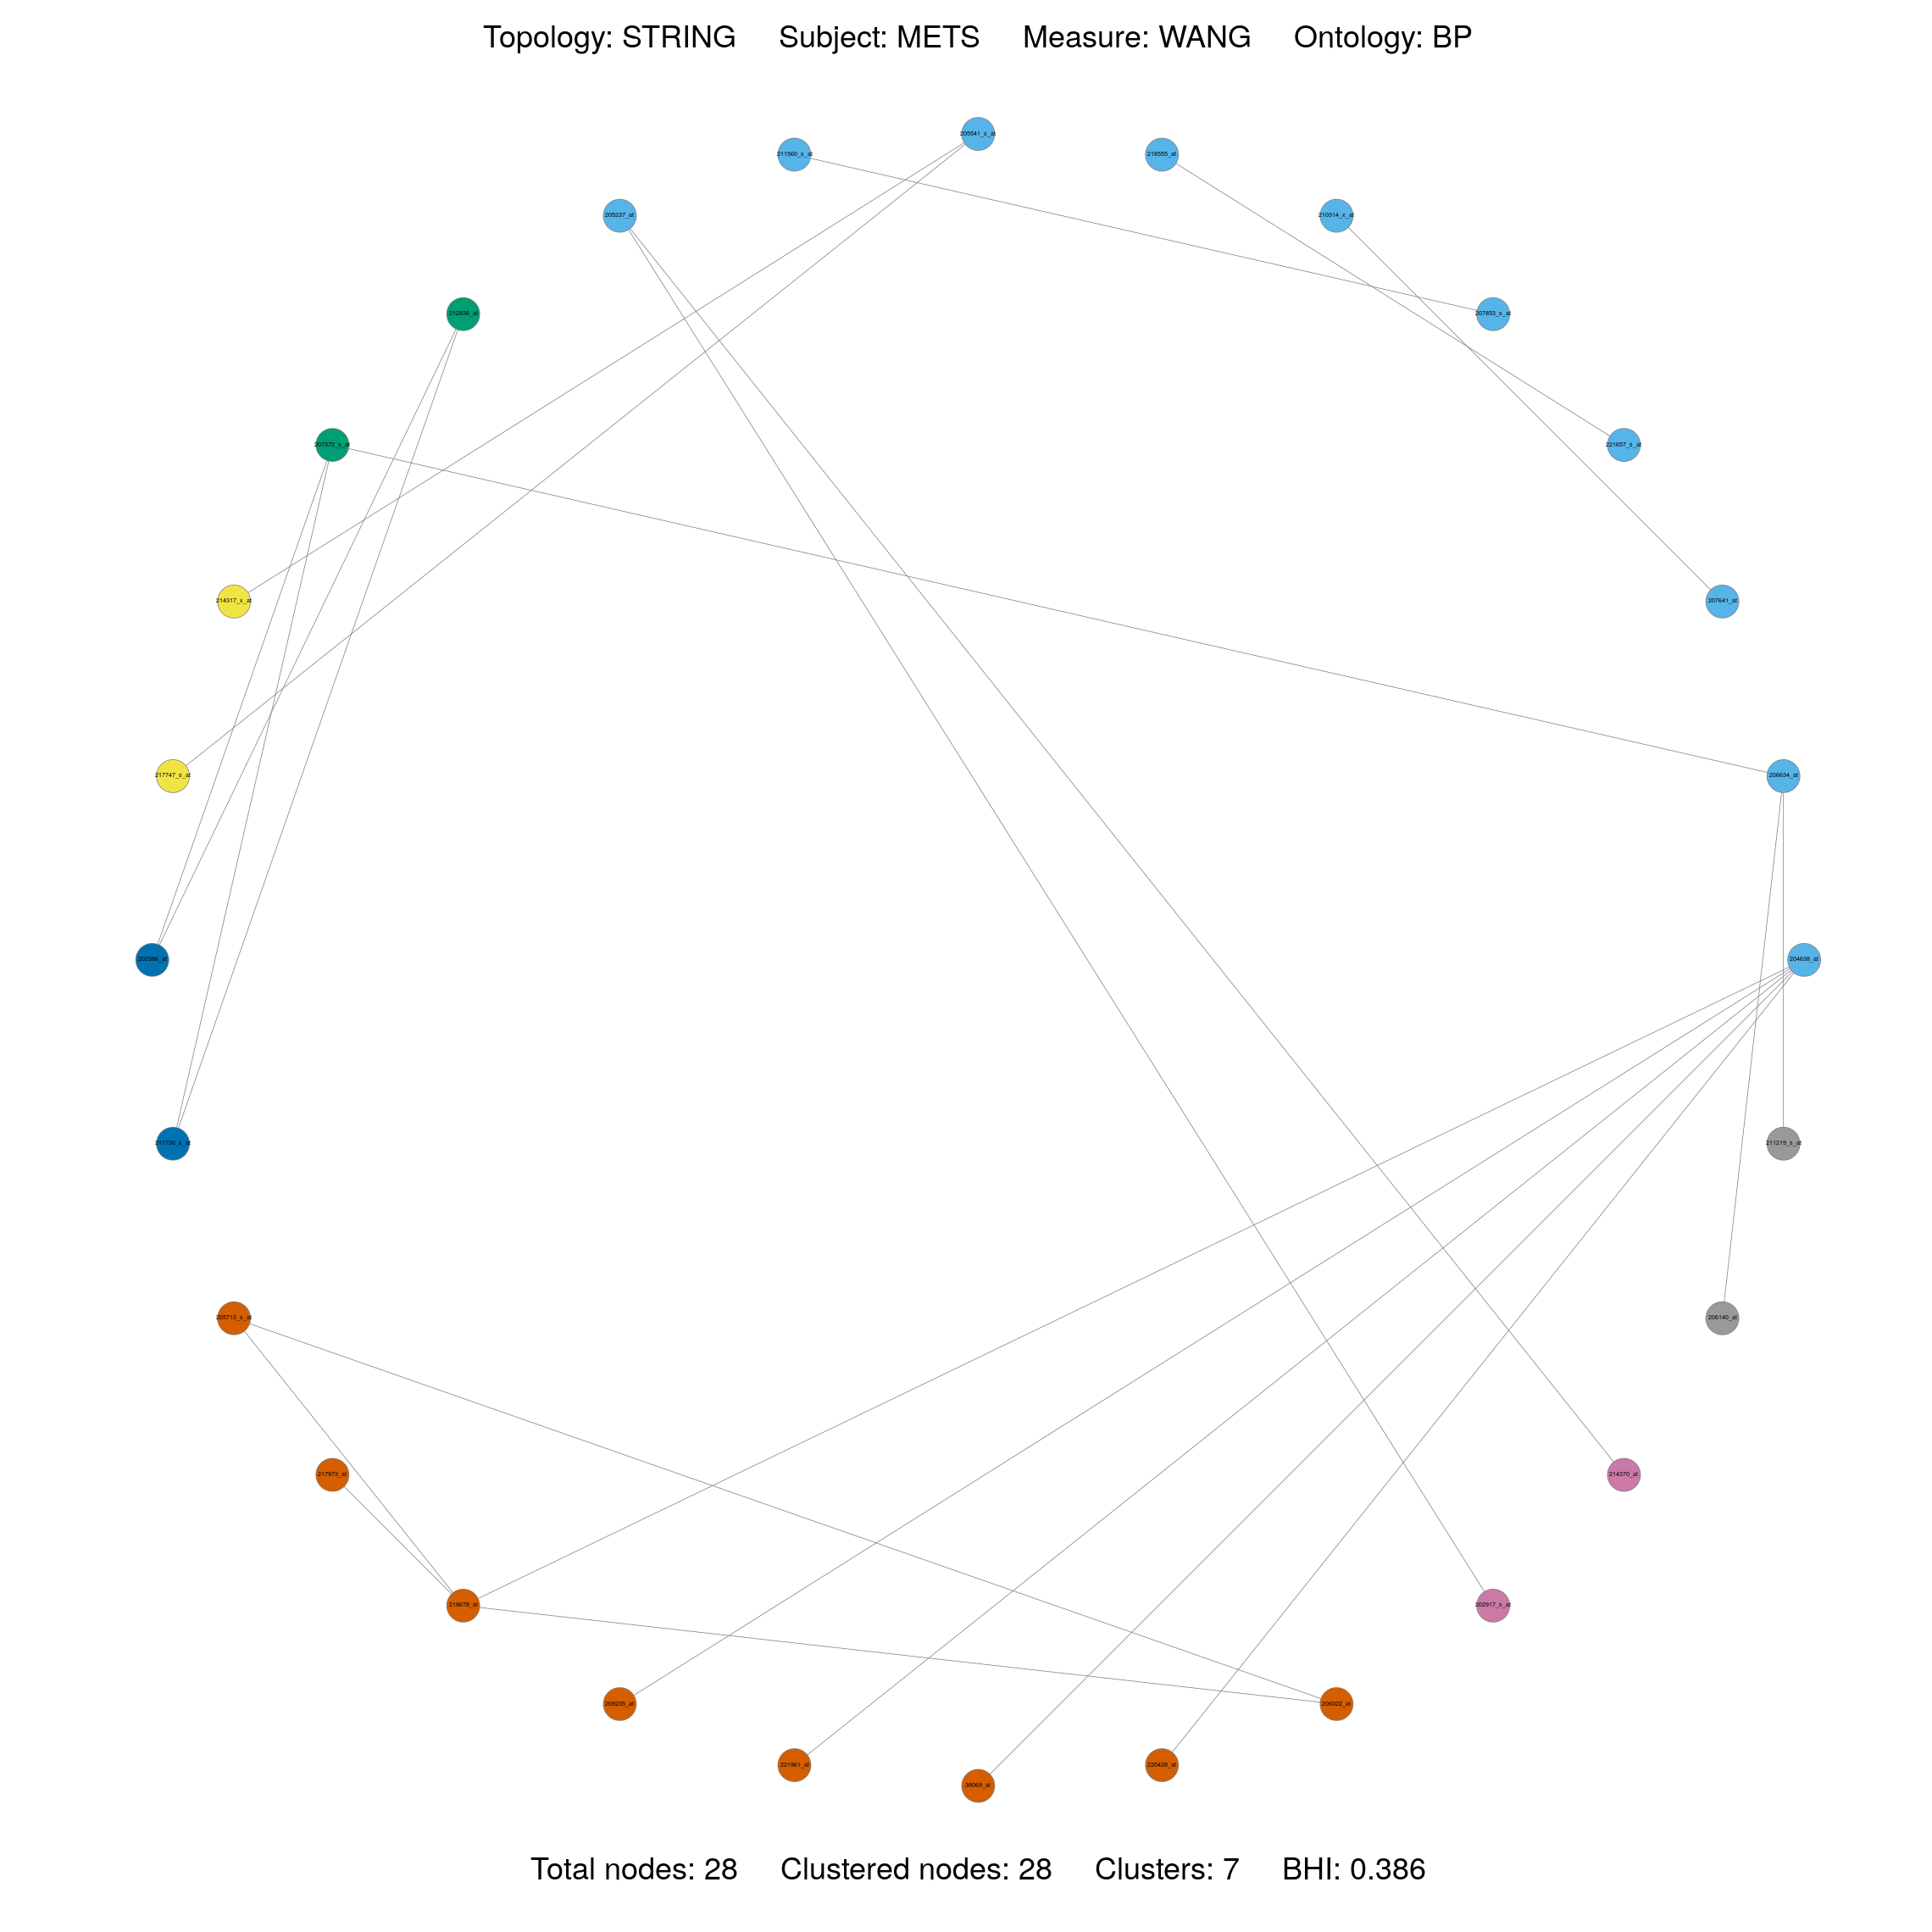 Topology: STRING Subject: METS Measure: WANG Ontology: BP
205541_s_at
211560_s_at
218555_at
205237_at
210314_x_at
212836_at
207853_s_at
207372_s_at
221657_s_at
214317_x_at
207641_at
217747_s_at
206634_at
202586_at
204638_at
211730_s_at
211219_s_at
205713_s_at
206140_at
217973_at
214370_at
218678_at
202917_s_at
209235_at
206022_at
221961_at
220428_at
38069_at
Total nodes: 28 Clustered nodes: 28 Clusters: 7 BHI: 0.386